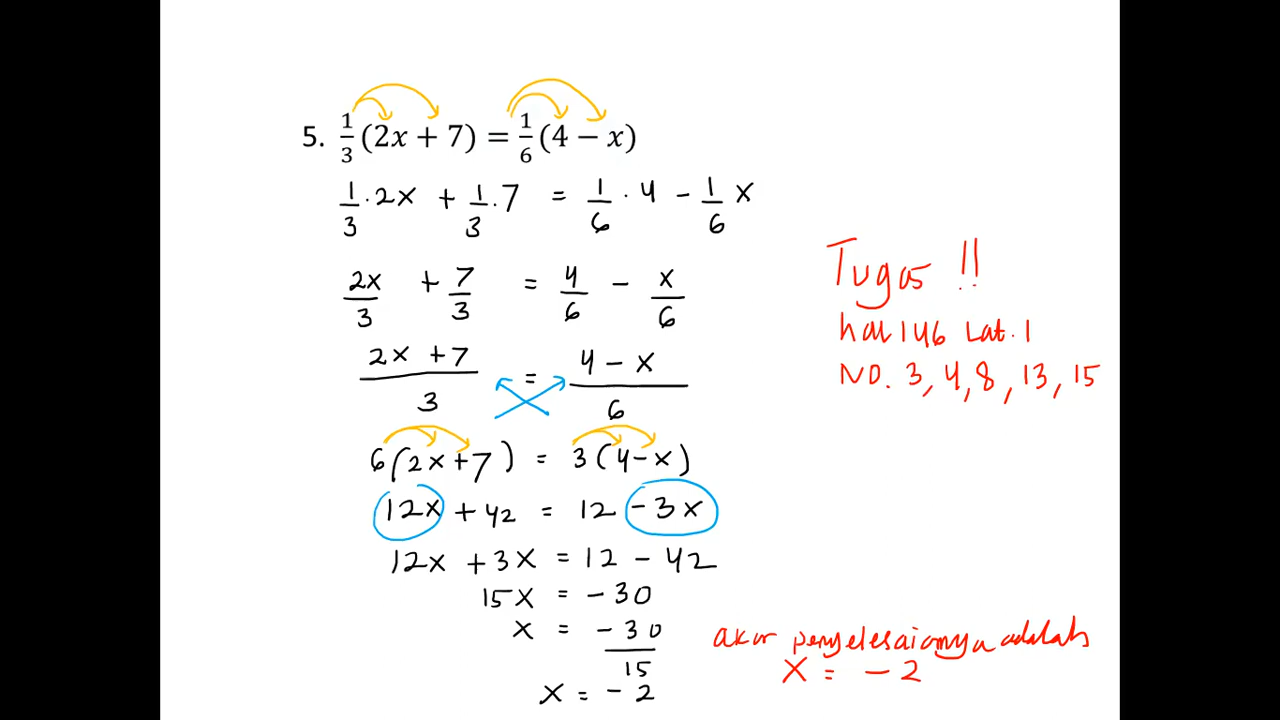 5. 1/3(2x + 7) = 1/6(4 − x)
1/3 · 2x + 1/3 · 7 = 1/6 · 4 − 1/6 x
2x/3 + 7/3 = 4/6 − x/6
2x + 7/3 = 4 − x/6
6(2x+7) = 3(4−x)
12x + 42 = 12 − 3x
12x + 3x = 12 − 42
15x = −30
x = −30/15
x = −2
Tugas !!
hal 146 Lat. 1
NO. 3, 4, 8, 13, 15
akar penyelesaiannya adalah
x = −2